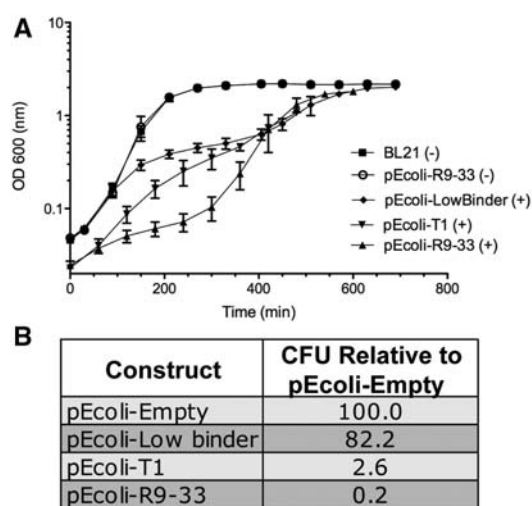 A
10
1
0.1
OD 600 (nm)
0
200
400
600
800
Time (min)
BL21 (-)
pEcoli-R9-33 (-)
pEcoli-LowBinder (+)
pEcoli-T1 (+)
pEcoli-R9-33 (+)
B
Construct
CFU Relative to
pEcoli-Empty
pEcoli-Empty
100.0
pEcoli-Low binder
82.2
pEcoli-T1
2.6
pEcoli-R9-33
0.2